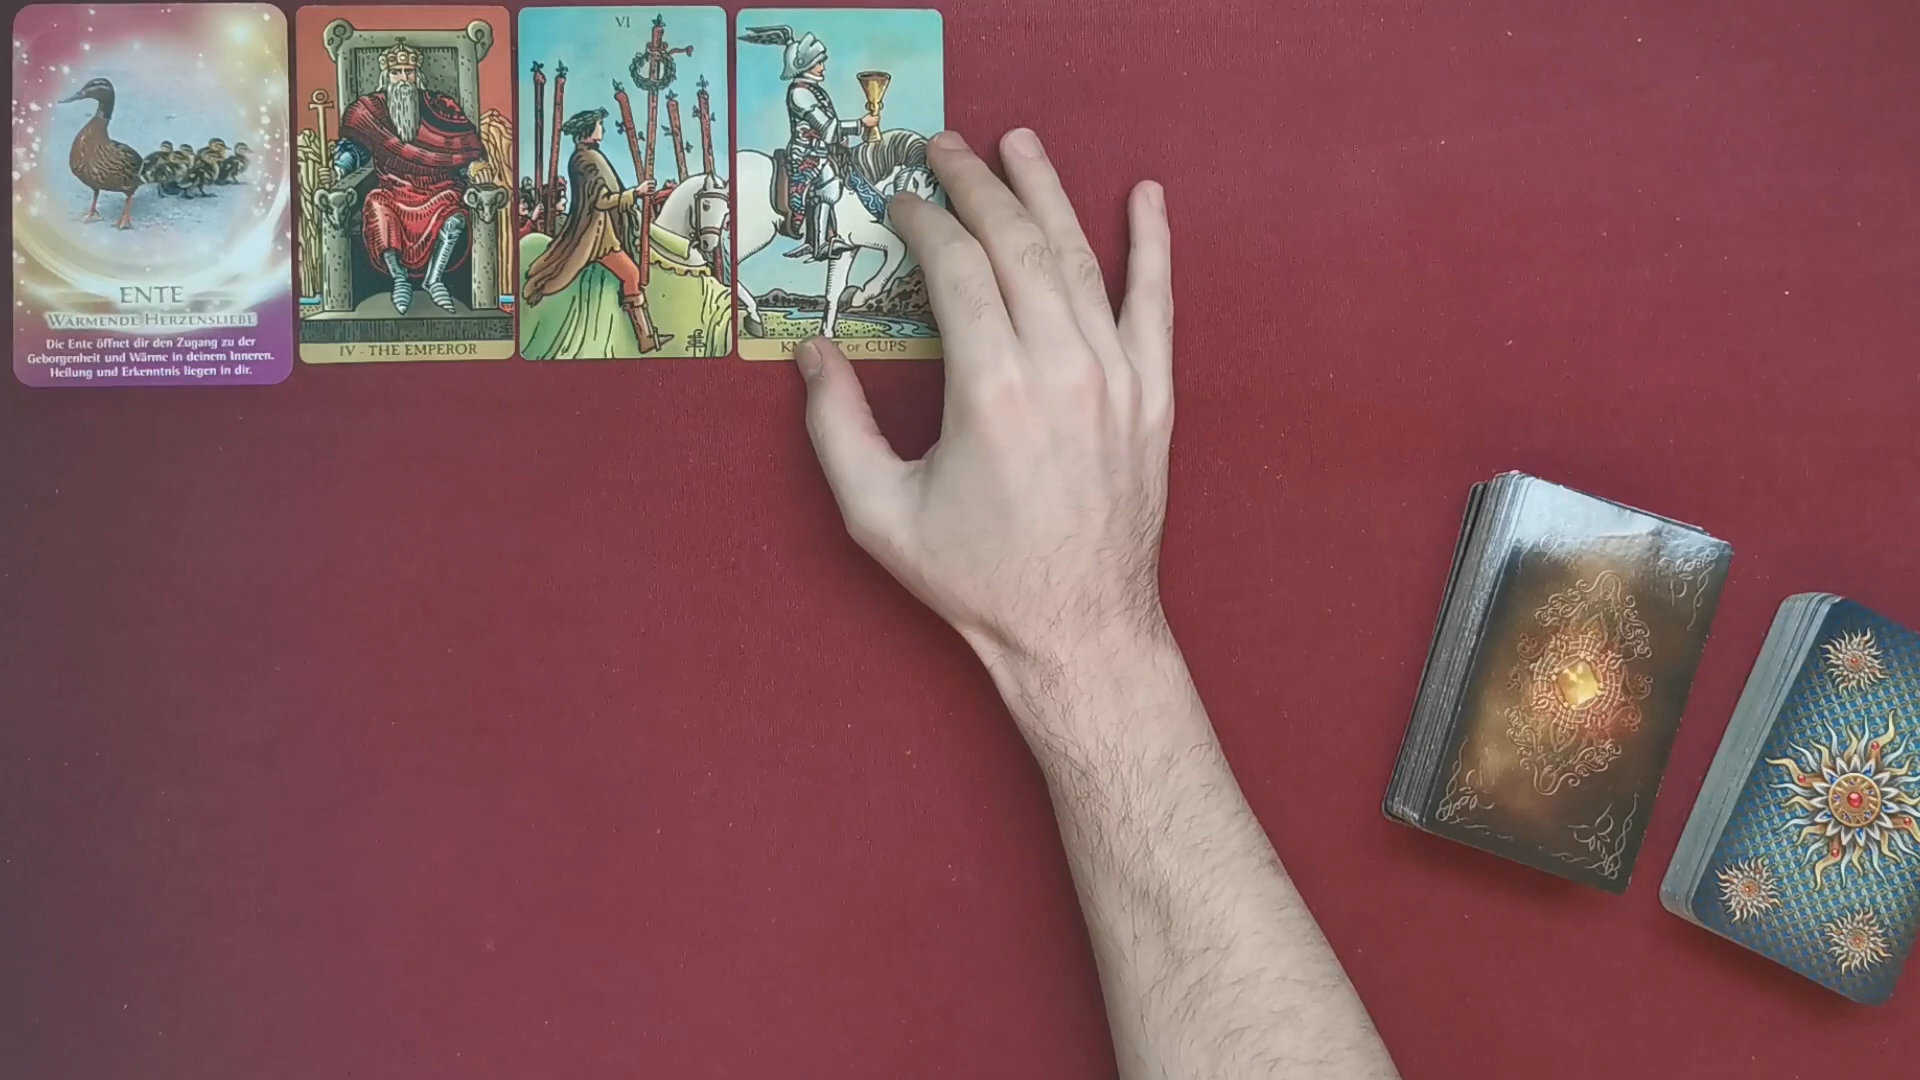 ENTE
WÄRMENDE HERZENSLIEBE
Die Ente öffnet dir den Zugang zu der
Geborgenheit und Wärme in deinem Inneren.
Heilung und Erkenntnis liegen in dir.
IV - THE EMPEROR
VI
OF CUPS